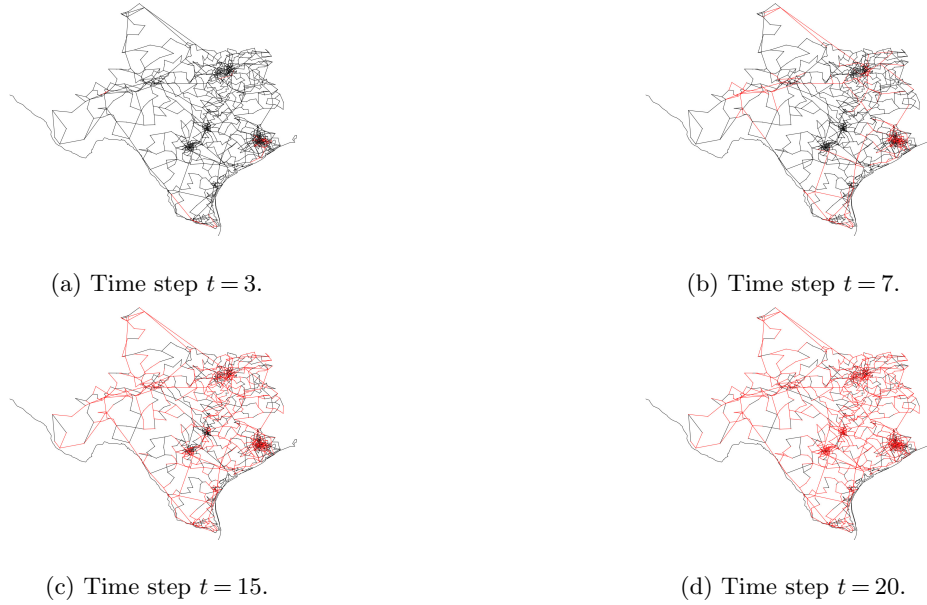 (a) Time step t = 3.
(b) Time step t = 7.
(c) Time step t = 15.
(d) Time step t = 20.